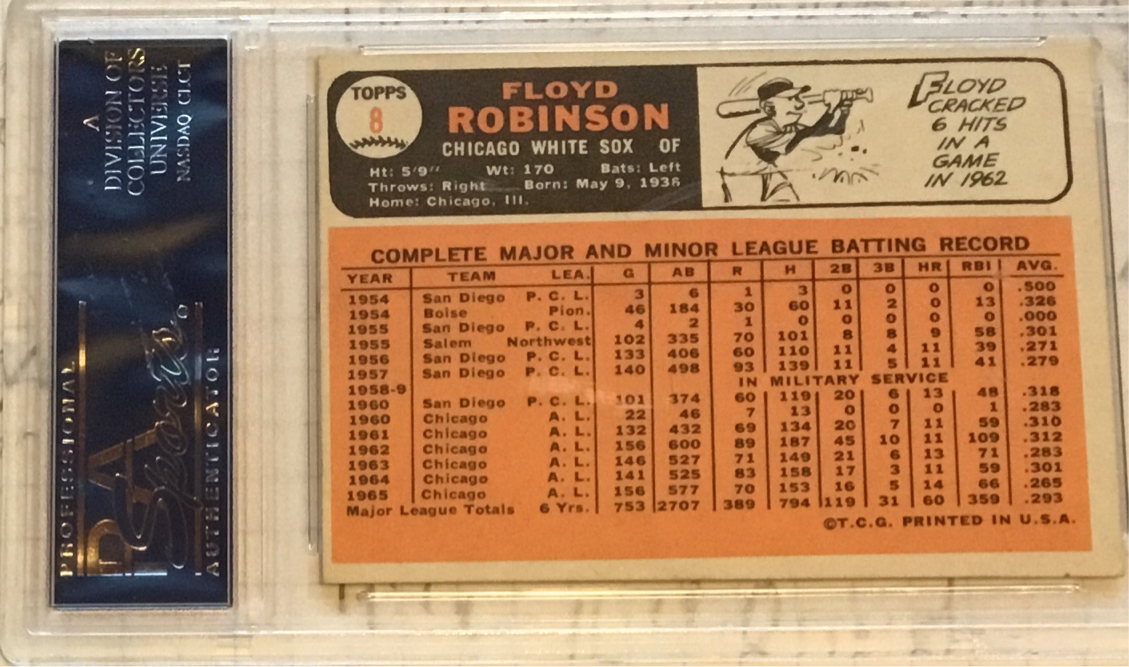 A
DIVISION OF
COLLECTORS
UNIVERSE
NASDAQ CLCT
PROFESSIONAL
PSA
Sports
AUTHENTICATOR
TOPPS
8
FLOYD
ROBINSON
CHICAGO WHITE SOX OF
Ht: 5'9" Wt: 170 Bats: Left
Throws: Right Born: May 9, 1936
Home: Chicago, Ill.
FLOYD
CRACKED
6 HITS
IN A
GAME
IN 1962
COMPLETE MAJOR AND MINOR LEAGUE BATTING RECORD
YEAR TEAM LEA. G AB R H 2B 3B HR RBI AVG.
1954 San Diego P. C. L. 3 6 1 3 0 0 0 0 .500
1954 Boise Pion. 46 184 30 60 11 2 0 13 .326
1955 San Diego P. C. L. 4 2 1 0 0 0 0 0 .000
1955 Salem Northwest 102 335 70 101 8 8 9 58 .301
1956 San Diego P. C. L. 133 406 60 110 11 4 11 39 .271
1957 San Diego P. C. L. 140 498 93 139 11 5 11 41 .279
1958-9 IN MILITARY SERVICE
1960 San Diego P. C. L. 101 374 60 119 20 6 13 48 .318
1960 Chicago A. L. 22 46 7 13 0 0 0 1 .283
1961 Chicago A. L. 132 432 69 134 20 7 11 59 .310
1962 Chicago A. L. 156 600 89 187 45 10 11 109 .312
1963 Chicago A. L. 146 527 71 149 21 6 13 71 .283
1964 Chicago A. L. 141 525 83 158 17 3 11 59 .301
1965 Chicago A. L. 156 577 70 153 16 5 14 66 .265
Major League Totals 6 Yrs. 753 2707 389 794 119 31 60 359 .293
©T.C.G. PRINTED IN U.S.A.